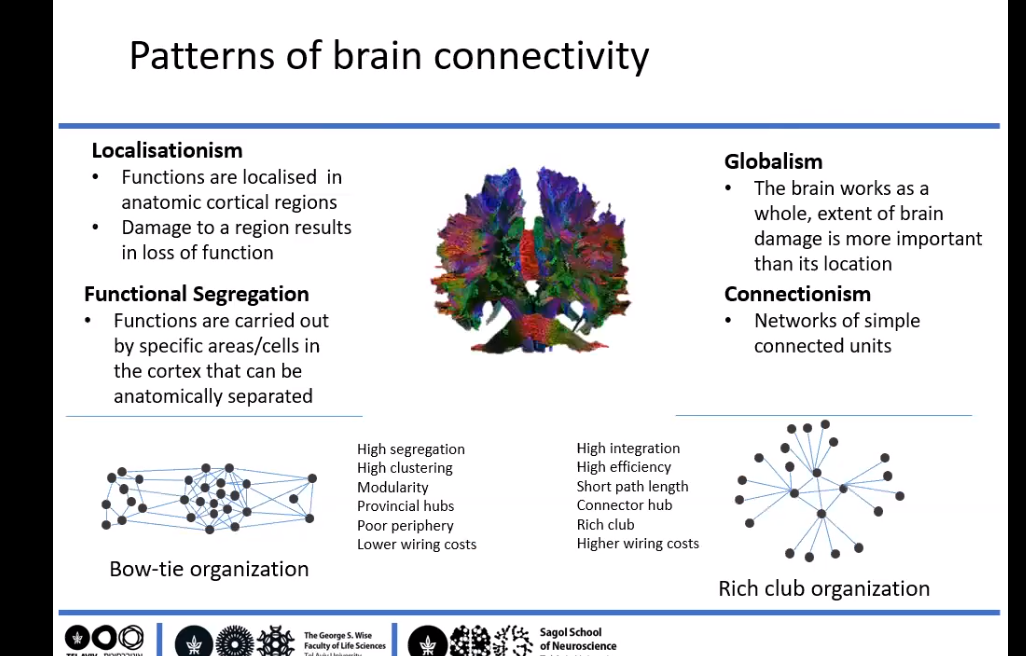 Patterns of brain connectivity
Localisationism
• Functions are localised in
anatomic cortical regions
• Damage to a region results
in loss of function
Functional Segregation
• Functions are carried out
by specific areas/cells in
the cortex that can be
anatomically separated
Globalism
• The brain works as a
whole, extent of brain
damage is more important
than its location
Connectionism
• Networks of simple
connected units
High segregation
High clustering
Modularity
Provincial hubs
Poor periphery
Lower wiring costs
High integration
High efficiency
Short path length
Connector hub
Rich club
Higher wiring costs
Bow-tie organization
Rich club organization
The George S. Wise
Faculty of Life Sciences
Tel Aviv University
Sagol School
of Neuroscience